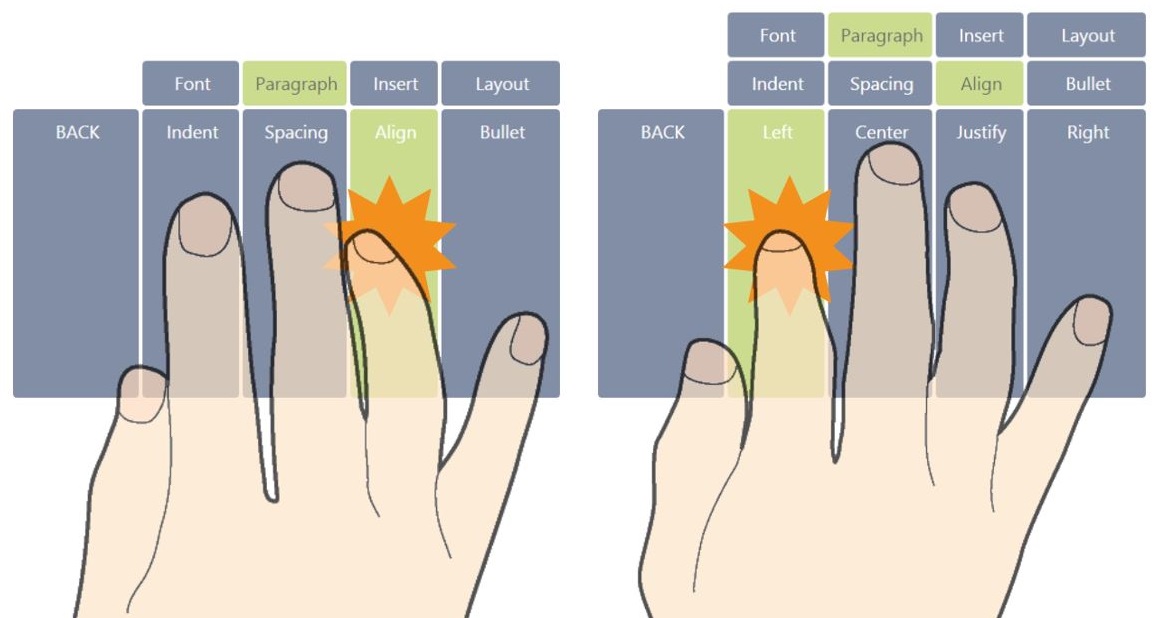 Font Paragraph Insert Layout
BACK Indent Spacing Align Bullet
Font Paragraph Insert Layout
Indent Spacing Align Bullet
BACK Left Center Justify Right